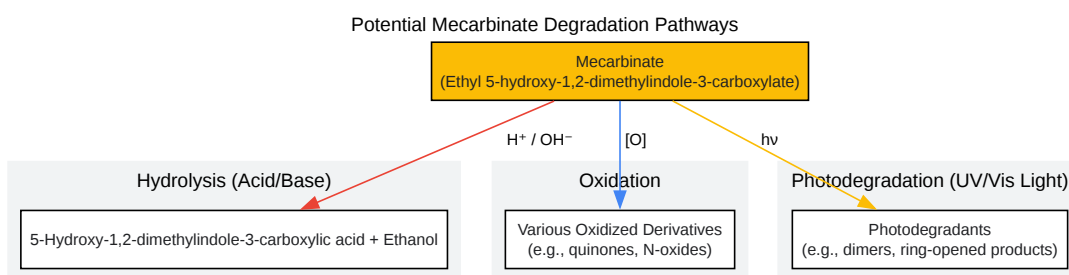 Potential Mecarbinate Degradation Pathways
Mecarbinate
(Ethyl 5-hydroxy-1,2-dimethylindole-3-carboxylate)
H⁺ / OH⁻
[O]
hν
Hydrolysis (Acid/Base)
Oxidation
Photodegradation (UV/Vis Light)
5-Hydroxy-1,2-dimethylindole-3-carboxylic acid + Ethanol
Various Oxidized Derivatives
(e.g., quinones, N-oxides)
Photodegradants
(e.g., dimers, ring-opened products)